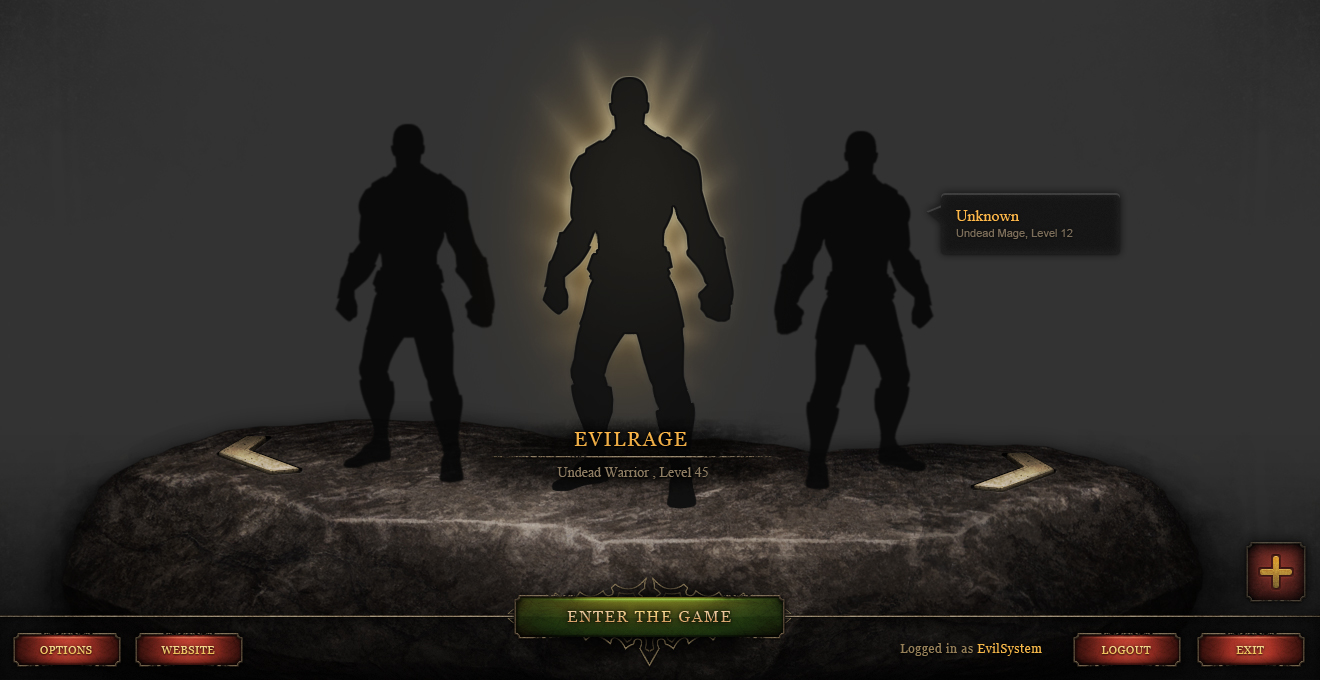 Unknown
Undead Mage, Level 12
EVILRAGE
Undead Warrior , Level 45
ENTER THE GAME
OPTIONS
WEBSITE
Logged in as EvilSystem
LOGOUT
EXIT